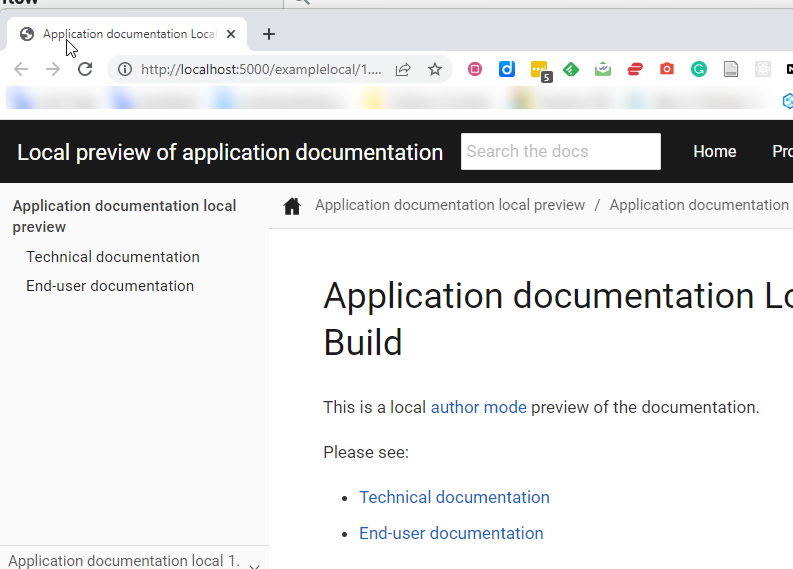 Application documentation Loca
http://localhost:5000/examplelocal/1....
5
Local preview of application documentation
Search the docs
Home
Pro
Application documentation local
preview
Technical documentation
End-user documentation
Application documentation local preview / Application documentation
Application documentation Lo
Build
This is a local author mode preview of the documentation.
Please see:
Technical documentation
End-user documentation
Application documentation local 1.